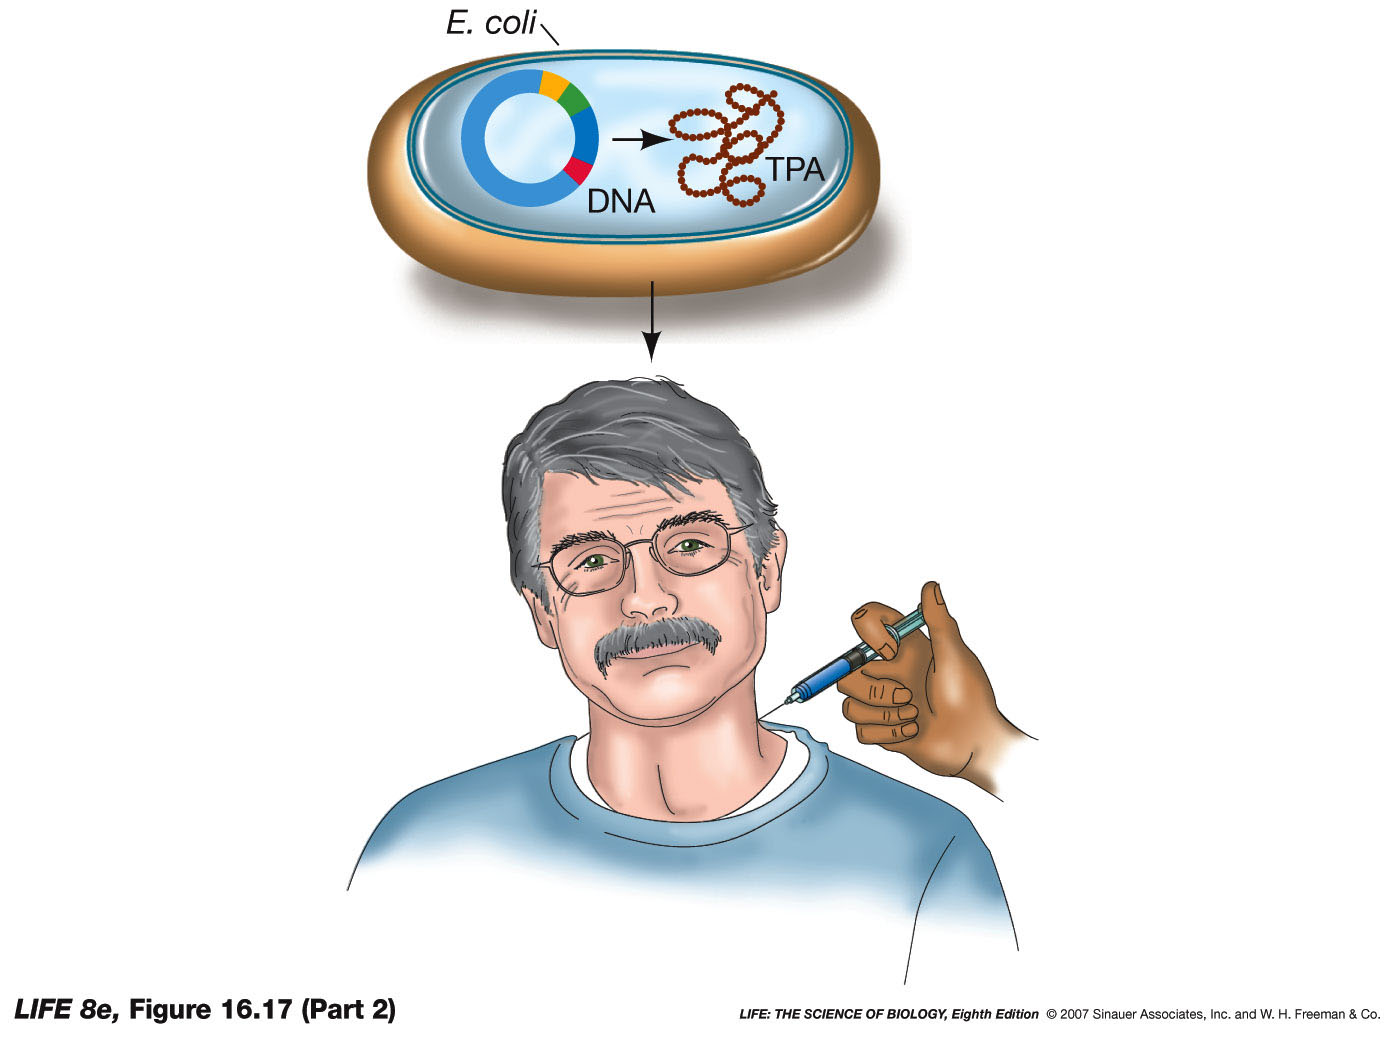 E. coli
DNA
TPA
LIFE 8e, Figure 16.17 (Part 2)
LIFE: THE SCIENCE OF BIOLOGY, Eighth Edition © 2007 Sinauer Associates, Inc. and W. H. Freeman & Co.